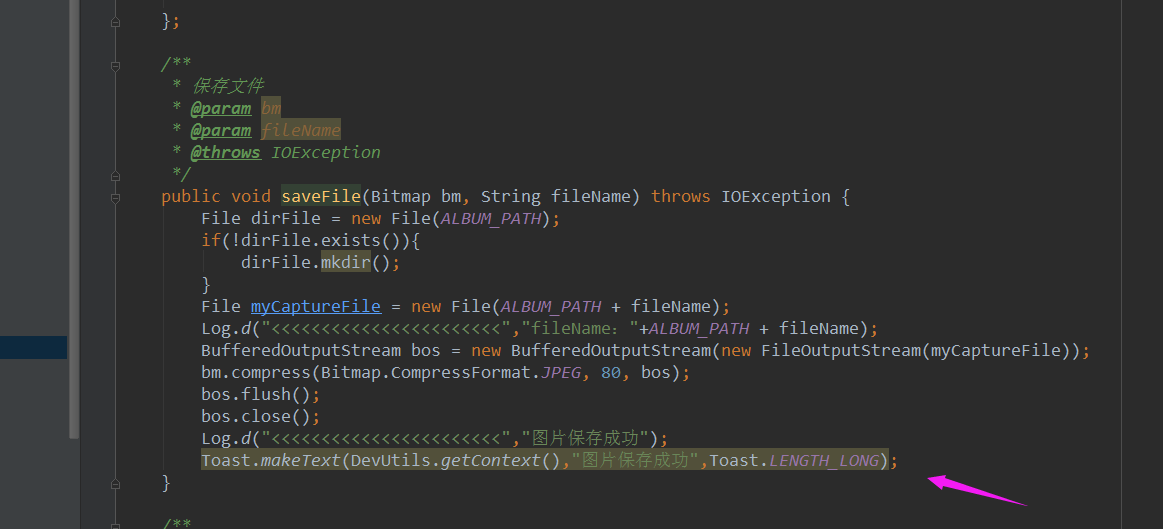 };
/**
* 保存文件
* @param bm
* @param fileName
* @throws IOException
*/
public void saveFile(Bitmap bm, String fileName) throws IOException {
File dirFile = new File(ALBUM_PATH);
if(!dirFile.exists()){
dirFile.mkdir();
}
File myCaptureFile = new File(ALBUM_PATH + fileName);
Log.d("<<<<<<<<<<<<<<<<<<<<<<<","fileName："+ALBUM_PATH + fileName);
BufferedOutputStream bos = new BufferedOutputStream(new FileOutputStream(myCaptureFile));
bm.compress(Bitmap.CompressFormat.JPEG, 80, bos);
bos.flush();
bos.close();
Log.d("<<<<<<<<<<<<<<<<<<<<<<<","图片保存成功");
Toast.makeText(DevUtils.getContext(),"图片保存成功",Toast.LENGTH_LONG);
}
/**